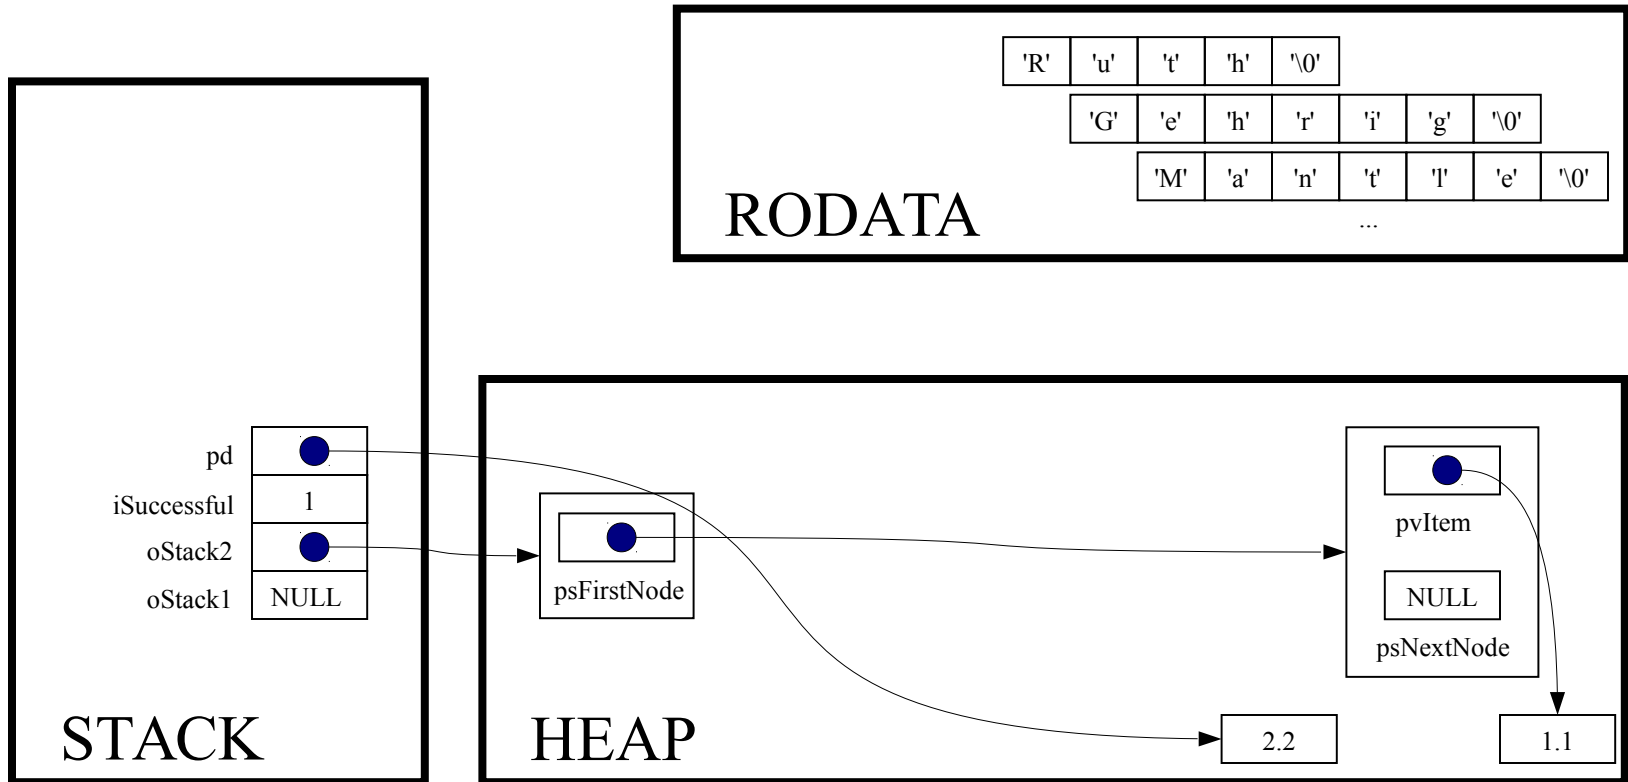 'R' 'u' 't' 'h' '\0'
'G' 'e' 'h' 'r' 'i' 'g' '\0'
'M' 'a' 'n' 't' 'l' 'e' '\0'
...
RODATA
pd
iSuccessful 1
oStack2
oStack1 NULL
STACK
psFirstNode
pvItem
NULL
psNextNode
HEAP
2.2
1.1